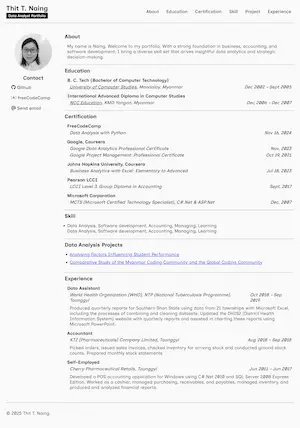 Thit T. Naing
Data Analyst Portfolio
About Education Certification Skill Project Experience
Contact
Github
FreeCodeCamp
Send email
About
My name is Naing. Welcome to my portfolio. With a strong foundation in business, accounting, and
software development, I bring a diverse skill set that drives insightful data analytics and strategic
decision-making.
Education
B. C. Tech (Bachelor of Computer Technology)
University of Computer Studies, Mawlamyine, Myanmar Dec 2002 - Sept 2005
International Advanced Diploma in Computer Studies
NCC Education, KMD Yangon, Myanmar Dec 2006 - Dec 2007
Certification
FreeCodeCamp
Data Analysis with Python Nov 16, 2024
Google, Coursera
Google Data Analytics Professional Certificate Nov, 2023
Google Project Management: Professional Certificate Oct 19, 2021
Johns Hopkins University, Coursera
Business Analytics with Excel: Elementary to Advanced Jul 18, 2023
Pearson LCCI
LCCI Level 3, Group Diploma in Accounting Sept, 2017
Microsoft Corporation
MCTS (Microsoft Certified Technology Specialist), C#.Net & ASP.Net Dec, 2007
Skill
Data Analysis, Software development, Accounting, Managing, Learning
Data Analysis, Software development, Accounting, Managing, Learning
Data Analysis Projects
Analyzing Factors Influencing Student Performance
Comparative Study of the Myanmar Coding Community and the Global Coding Community
Experience
Data Assistant
World Health Organization (WHO), NTP (National Tuberculosis Programme), Oct 2018 - Sep
Taunggyi 2019
Produced quarterly reports for Southern Shan State using data from 21 townships with Microsoft Excel,
including the processes of combining and cleaning datasets. Updated the DHIS2 (District Health
Information System) website with quarterly reports and assisted in charting these reports using
Microsoft PowerPoint.
Accountant
KTZ (Pharmaceutical) Company Limited, Taunggyi Aug 2018 - Sep 2018
Picked orders, issued sales invoices, checked inventory for arriving stock and conducted ground stock
counts. Prepared monthly stock statements
Self-Employed
Cherry Pharmaceutical Retails, Taunggyi Jun 2011 - Jun 2017
Developed a POS accounting application for Windows using C#.Net 2010 and SQL Server 2008 Express
Edition. Worked as a cashier, managed purchasing, receivables, and payables, managed inventory, and
produced and analyzed financial reports.
© 2025 Thit T. Naing.